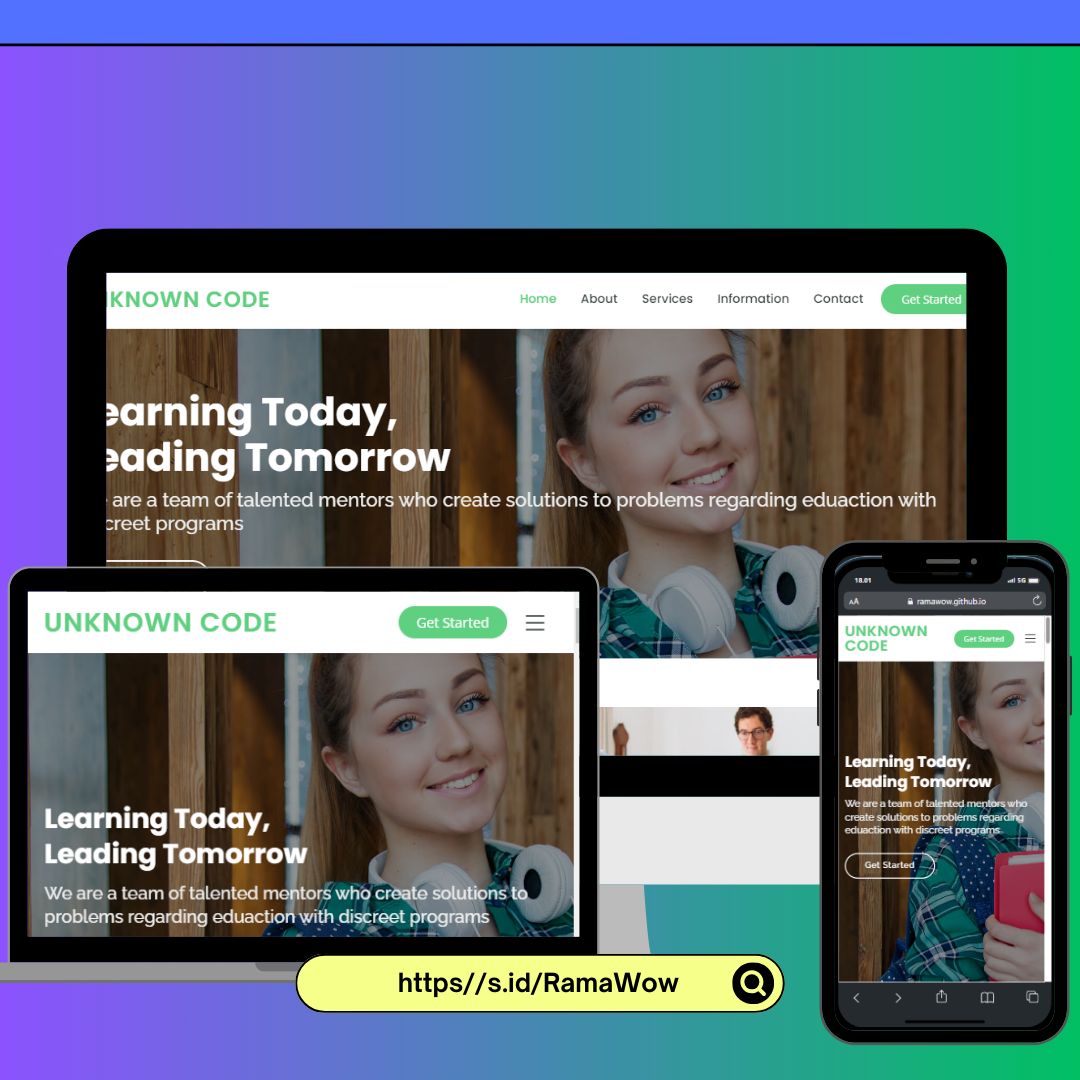 KNOWN CODE
Home About Services Information Contact Get Started
earning Today,
eading Tomorrow
are a team of talented mentors who create solutions to problems regarding eduaction with
creet programs
UNKNOWN CODE Get Started
Learning Today,
Leading Tomorrow
We are a team of talented mentors who create solutions to
problems regarding eduaction with discreet programs
18.01 5G
AA ramawow.github.io
UNKNOWN
CODE
Get Started
Learning Today,
Leading Tomorrow
We are a team of talented mentors who
create solutions to problems regarding
eduaction with discreet programs
Get Started
https//s.id/RamaWow